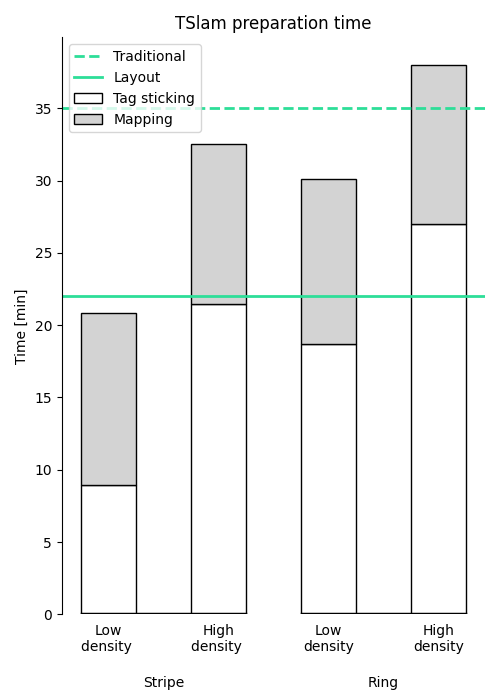 TSlam preparation time
Traditional
Layout
Tag sticking
Mapping
Time [min]
35
30
25
20
15
10
5
0
Low density
High density
Low density
High density
Stripe
Ring